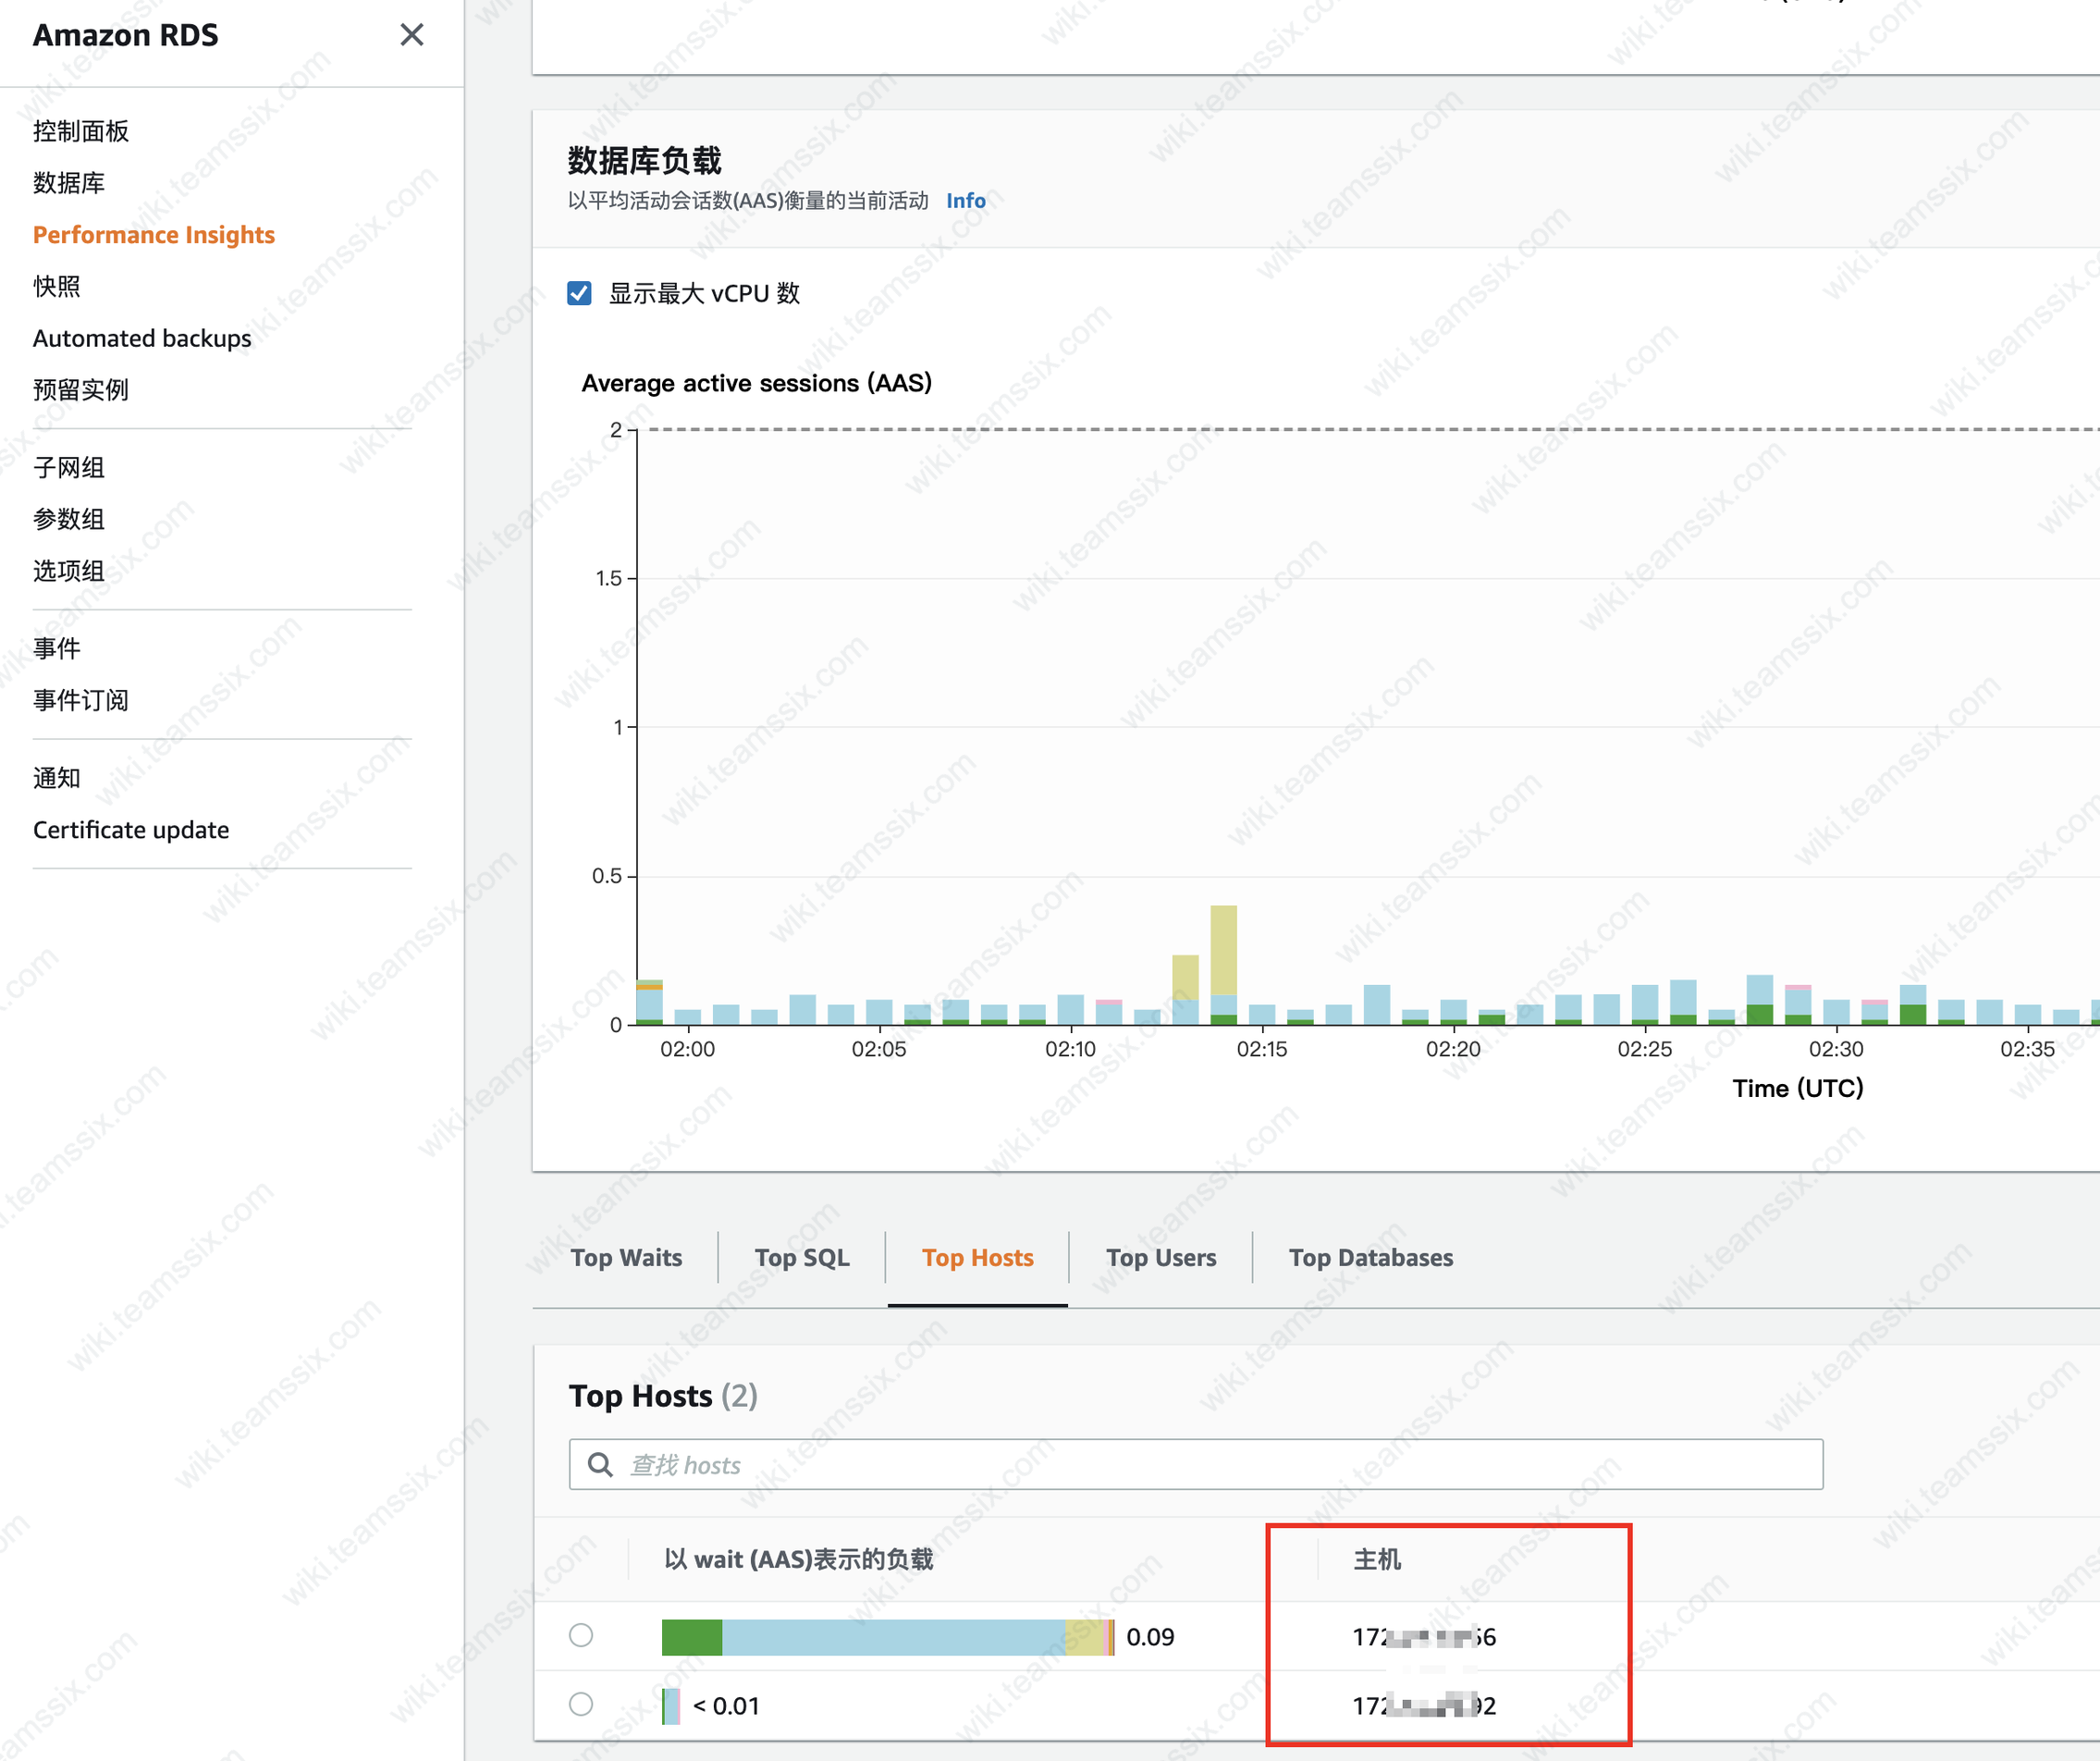 Amazon RDS
控制面板
数据库
Performance Insights
快照
Automated backups
预留实例
子网组
参数组
选项组
事件
事件订阅
通知
Certificate update
数据库负载
以平均活动会话数(AAS)衡量的当前活动 Info
显示最大 vCPU 数
Average active sessions (AAS)
2
1.5
1
0.5
0
02:00 02:05 02:10 02:15 02:20 02:25 02:30 02:35
Time (UTC)
Top Waits Top SQL Top Hosts Top Users Top Databases
Top Hosts (2)
查找 hosts
以 wait (AAS)表示的负载 主机
0.09
< 0.01
wiki.teamssix.com